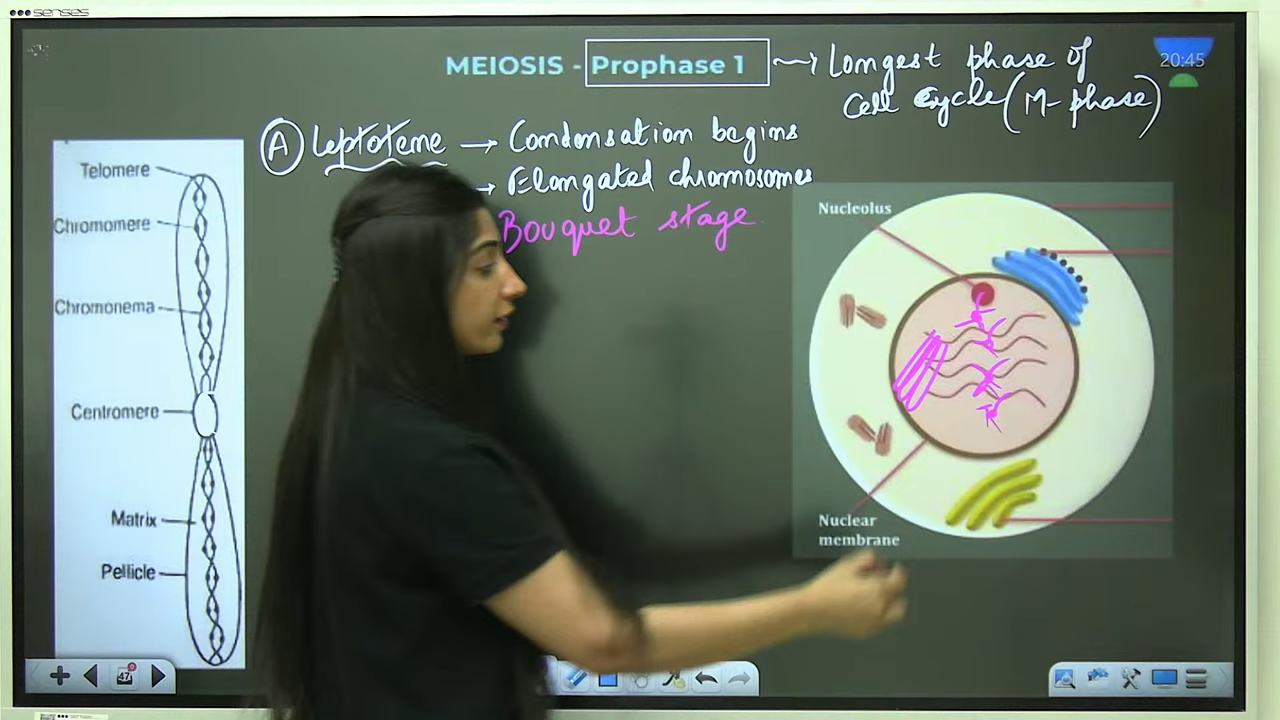 senses
MEIOSIS - Prophase 1 → Longest phase of
Cell Cycle (M-phase)
20:45
A Leptotene → Condensation begins
→ Elongated chromosomes
Bouquet stage
Telomere
Chromomere
Chromonema
Centromere
Matrix
Pellicle
Nucleolus
Nuclear
membrane
47